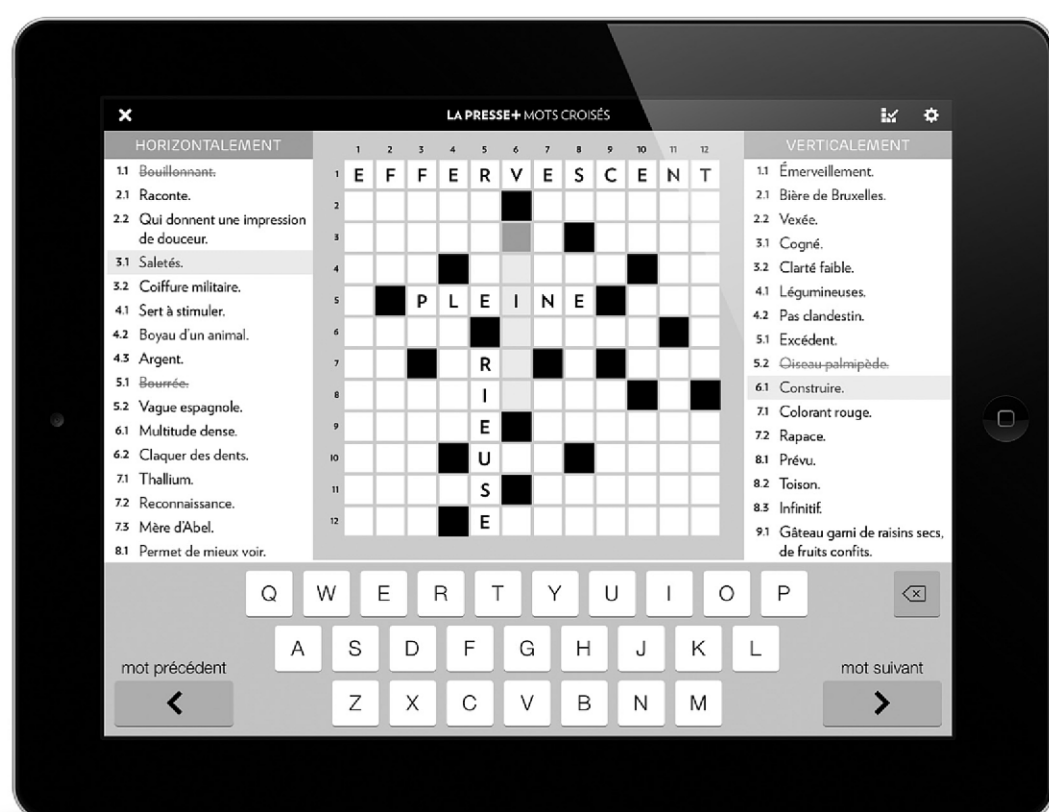 LA PRESSE+ MOTS CROISÉS
HORIZONTALEMENT
1.1 Bouillonnant.
2.1 Raconte.
2.2 Qui donnent une impression
de douceur.
3.1 Saletés.
3.2 Coiffure militaire.
4.1 Sert à stimuler.
4.2 Boyau d'un animal.
4.3 Argent.
5.1 Bourrée.
5.2 Vague espagnole.
6.1 Multitude dense.
6.2 Claquer des dents.
7.1 Thallium.
7.2 Reconnaissance.
7.3 Mère d'Abel.
8.1 Permet de mieux voir.
1 2 3 4 5 6 7 8 9 10 11 12
1 E F F E R V E S C E N T
2
3
4
5 P L E I N E
6
7 R
8 I
9 E
10 U
11 S
12 E
VERTICALEMENT
1.1 Émerveillement.
2.1 Bière de Bruxelles.
2.2 Vexée.
3.1 Cogné.
3.2 Clarté faible.
4.1 Légumineuses.
4.2 Pas clandestin.
5.1 Excédent.
5.2 Oiseau palmipède.
6.1 Construire.
7.1 Colorant rouge.
7.2 Rapace.
8.1 Prévu.
8.2 Toison.
8.3 Infinitif.
9.1 Gâteau garni de raisins secs,
de fruits confits.
Q W E R T Y U I O P
A S D F G H J K L
mot précédent
mot suivant
Z X C V B N M